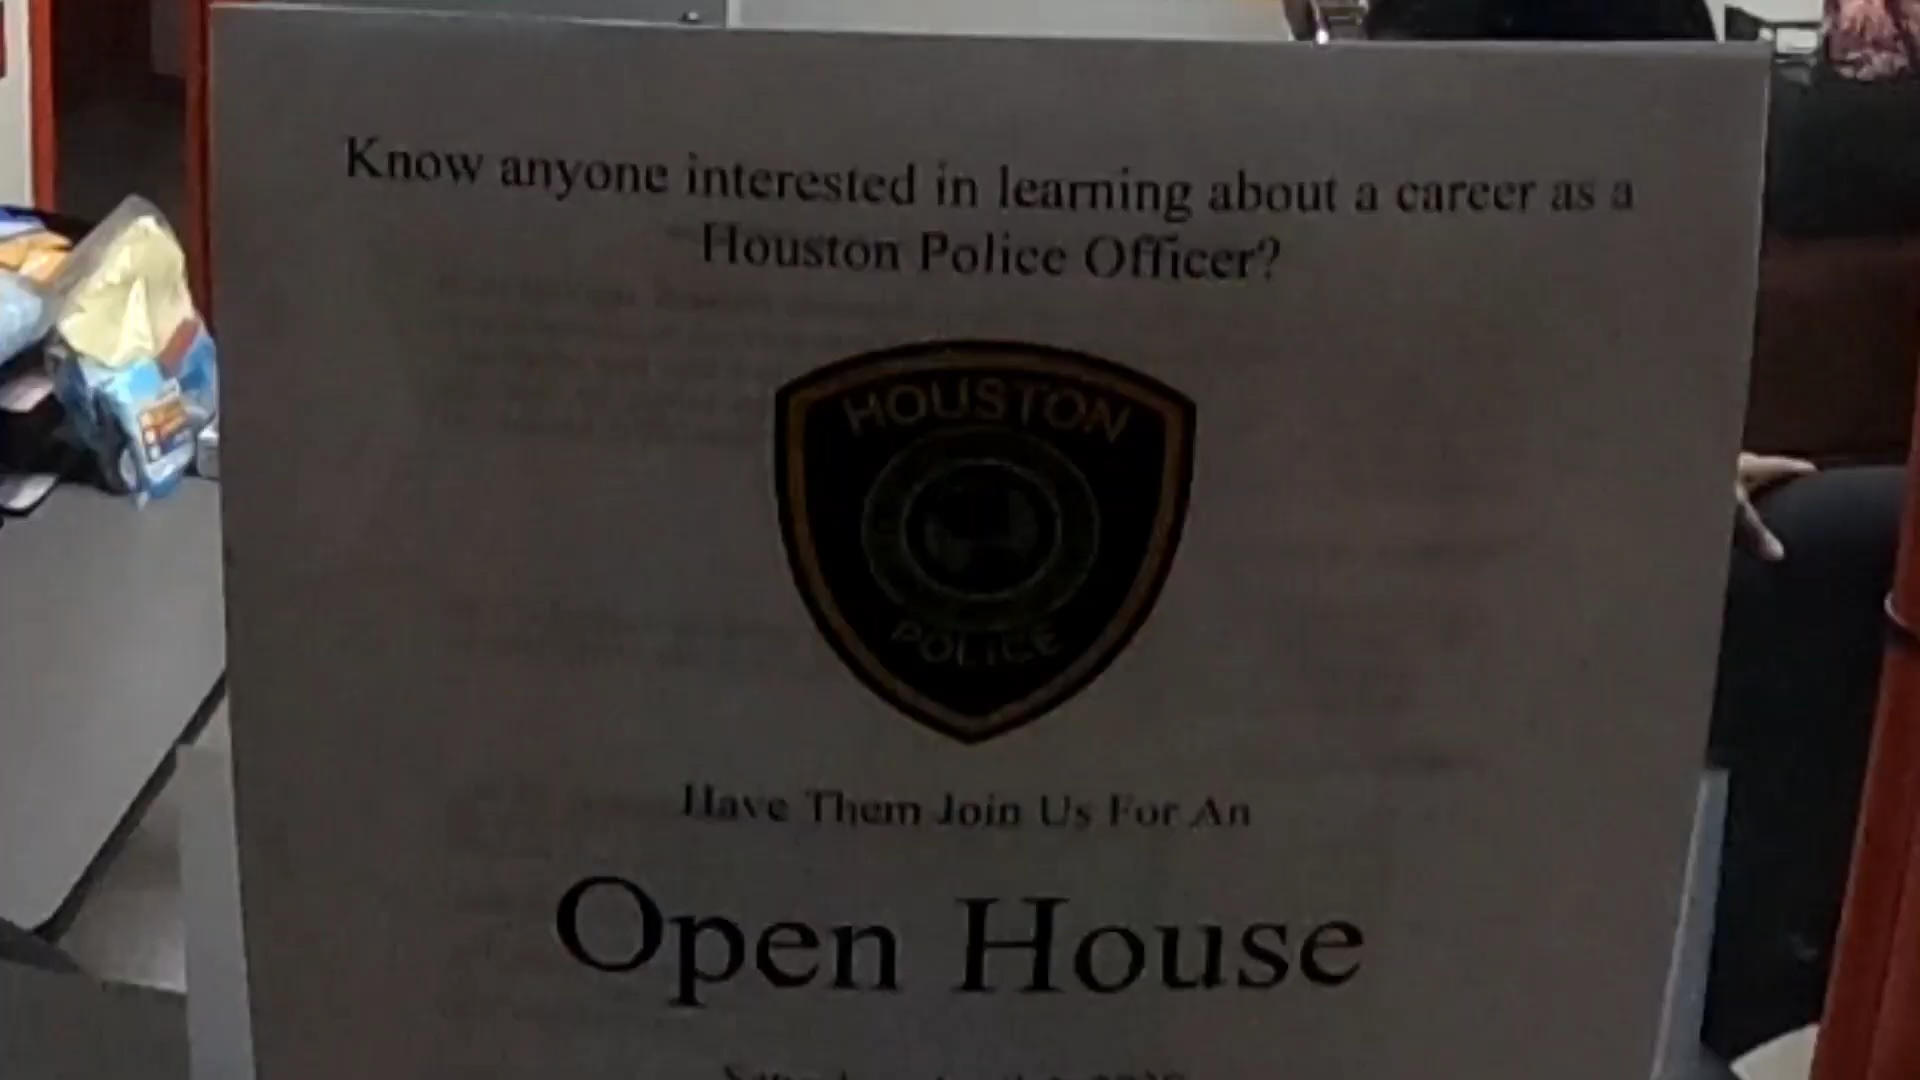 Know anyone interested in learning about a career as a
Houston Police Officer?
HOUSTON
POLICE
Have Them Join Us For An
Open House